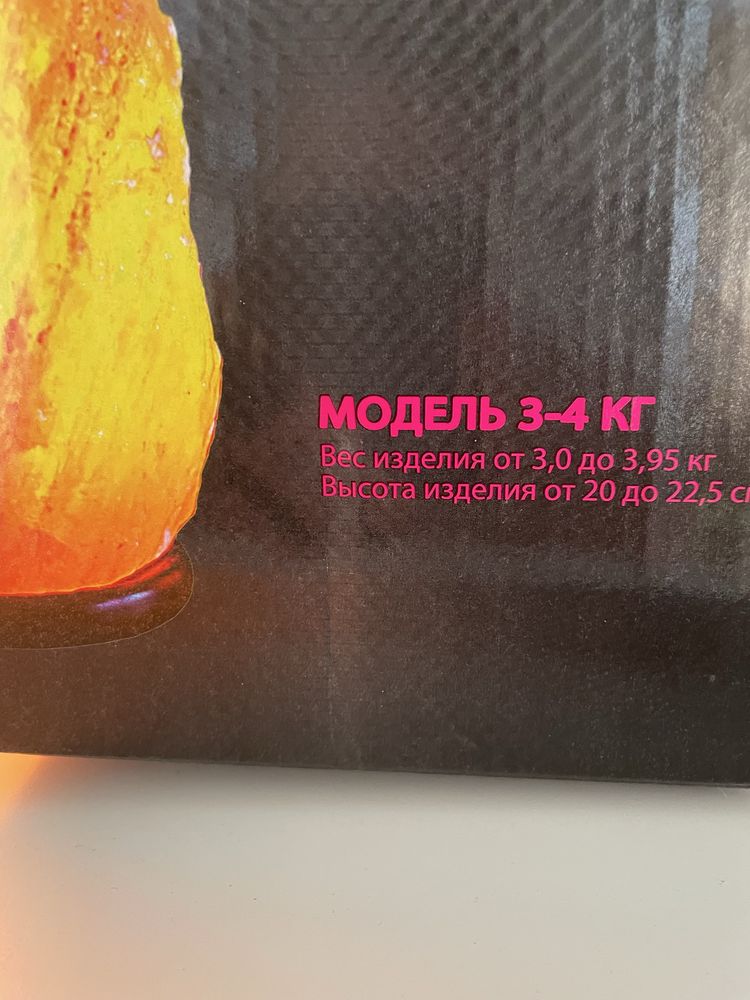 МОДЕЛЬ 3-4 КГ
Вес изделия от 3,0 до 3,95 кг
Высота изделия от 20 до 22,5